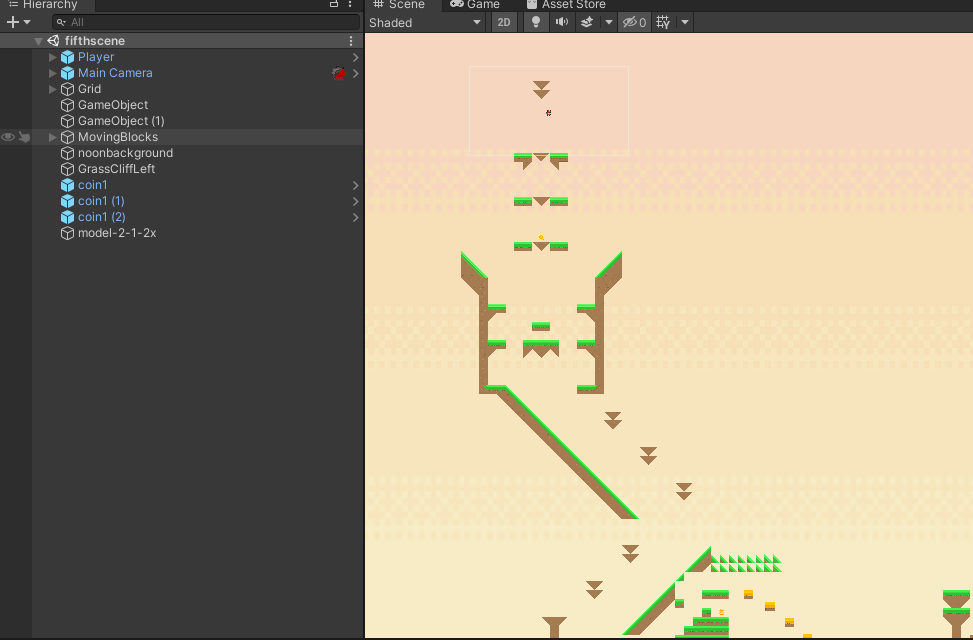 Hierarchy
Scene
Game
Asset Store
All
Shaded
2D
0
fifthscene
Player
Main Camera
Grid
GameObject
GameObject (1)
MovingBlocks
noonbackground
GrassCliffLeft
coin1
coin1 (1)
coin1 (2)
model-2-1-2x